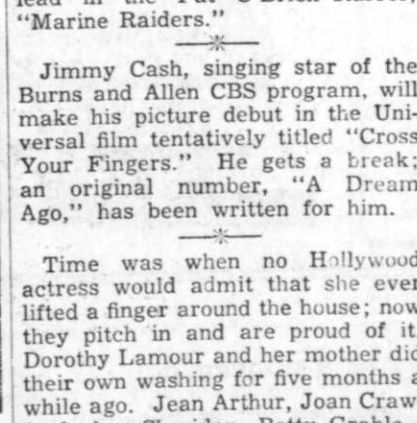 "Marine Raiders."
Jimmy Cash, singing star of the
Burns and Allen CBS program, will
make his picture debut in the Uni-
versal film tentatively titled "Cross
Your Fingers." He gets a break;
an original number, "A Dream
Ago," has been written for him.
Time was when no Hollywood
actress would admit that she ever
lifted a finger around the house; now
they pitch in and are proud of it.
Dorothy Lamour and her mother did
their own washing for five months a
while ago. Jean Arthur, Joan Craw